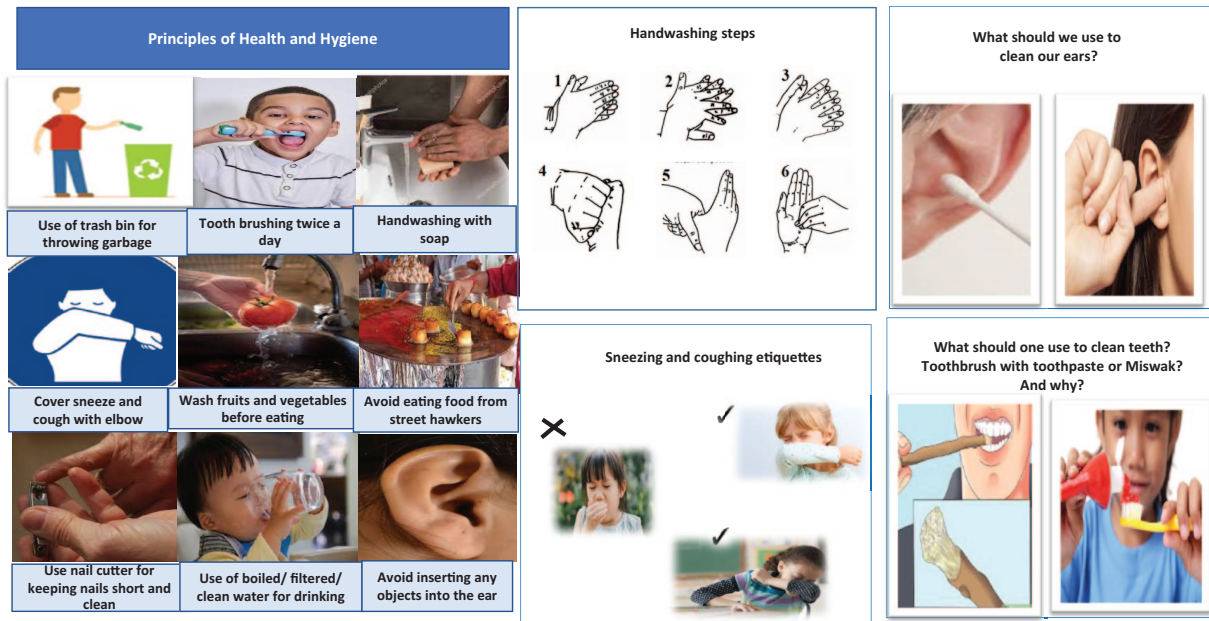 Principles of Health and Hygiene
Use of trash bin for
throwing garbage
Tooth brushing twice a
day
Handwashing with
soap
Cover sneeze and
cough with elbow
Wash fruits and vegetables
before eating
Avoid eating food from
street hawkers
Use nail cutter for
keeping nails short and
clean
Use of boiled/ filtered/
clean water for drinking
Avoid inserting any
objects into the ear
Handwashing steps
1
2
3
4
5
6
Sneezing and coughing etiquettes
What should we use to
clean our ears?
What should one use to clean teeth?
Toothbrush with toothpaste or Miswak?
And why?